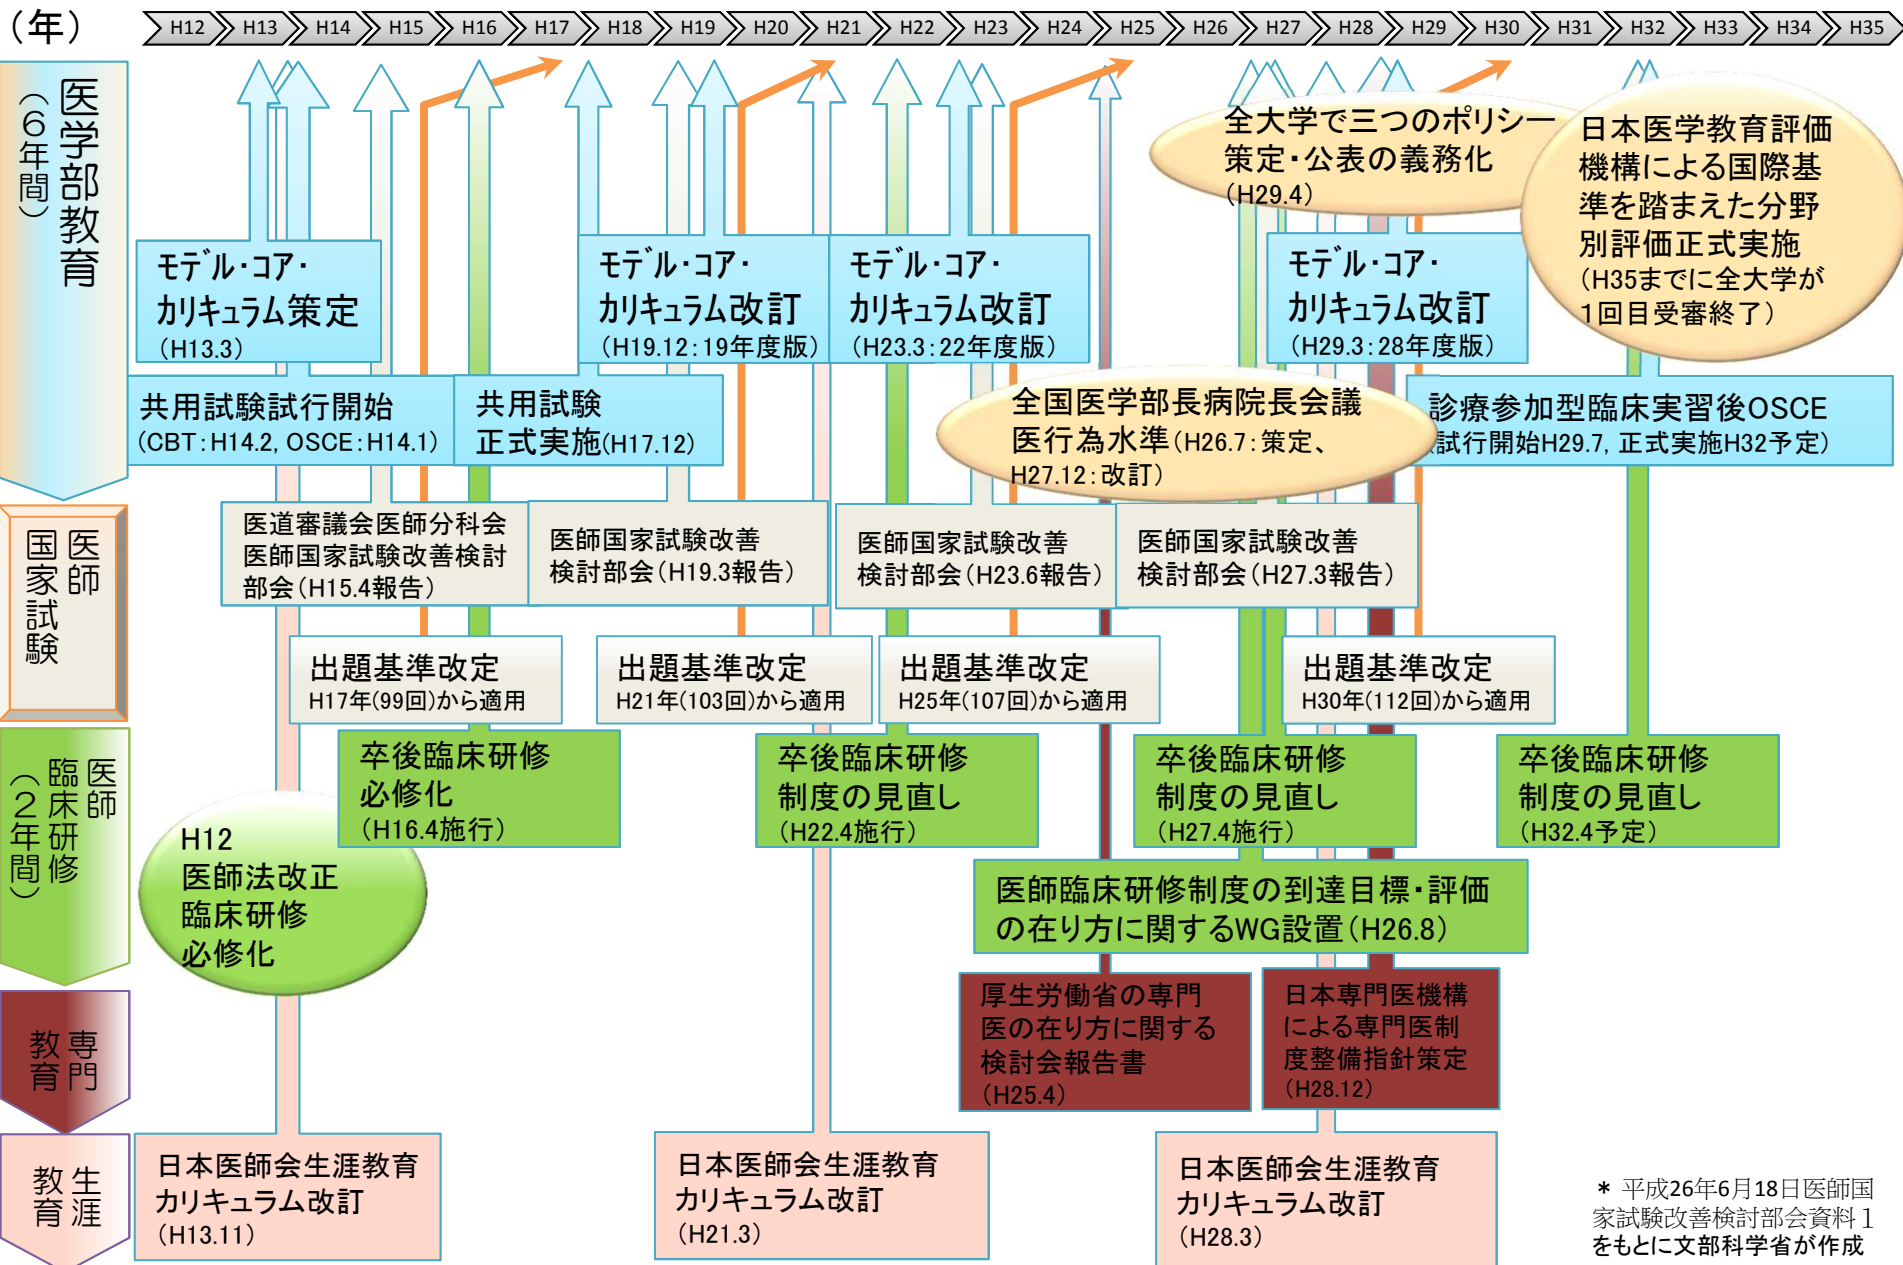 (年)
H12 H13 H14 H15 H16 H17 H18 H19 H20 H21 H22 H23 H24 H25 H26 H27 H28 H29 H30 H31 H32 H33 H34 H35
医学部教育
(6年間)
全大学で三つのポリシー
策定・公表の義務化
(H29.4)
日本医学教育評価
機構による国際基
準を踏まえた分野
別評価正式実施
(H35までに全大学が
1回目受審終了)
モデル・コア・
カリキュラム策定
(H13.3)
モデル・コア・
カリキュラム改訂
(H19.12:19年度版)
モデル・コア・
カリキュラム改訂
(H23.3:22年度版)
モデル・コア・
カリキュラム改訂
(H29.3:28年度版)
共用試験試行開始
(CBT:H14.2, OSCE:H14.1)
共用試験
正式実施(H17.12)
全国医学部長病院長会議
医行為水準(H26.7:策定、
H27.12:改訂)
診療参加型臨床実習後OSCE
試行開始H29.7, 正式実施H32予定)
医師
国家試験
医道審議会医師分科会
医師国家試験改善検討
部会(H15.4報告)
医師国家試験改善
検討部会(H19.3報告)
医師国家試験改善
検討部会(H23.6報告)
医師国家試験改善
検討部会(H27.3報告)
出題基準改定
H17年(99回)から適用
出題基準改定
H21年(103回)から適用
出題基準改定
H25年(107回)から適用
出題基準改定
H30年(112回)から適用
医師
臨床研修
(2年間)
卒後臨床研修
必修化
(H16.4施行)
卒後臨床研修
制度の見直し
(H22.4施行)
卒後臨床研修
制度の見直し
(H27.4施行)
卒後臨床研修
制度の見直し
(H32.4予定)
H12
医師法改正
臨床研修
必修化
医師臨床研修制度の到達目標・評価
の在り方に関するWG設置(H26.8)
専門
教育
厚生労働省の専門
医の在り方に関する
検討会報告書
(H25.4)
日本専門医機構
による専門医制
度整備指針策定
(H28.12)
生涯
教育
日本医師会生涯教育
カリキュラム改訂
(H13.11)
日本医師会生涯教育
カリキュラム改訂
(H21.3)
日本医師会生涯教育
カリキュラム改訂
(H28.3)
* 平成26年6月18日医師国
家試験改善検討部会資料1
をもとに文部科学省が作成